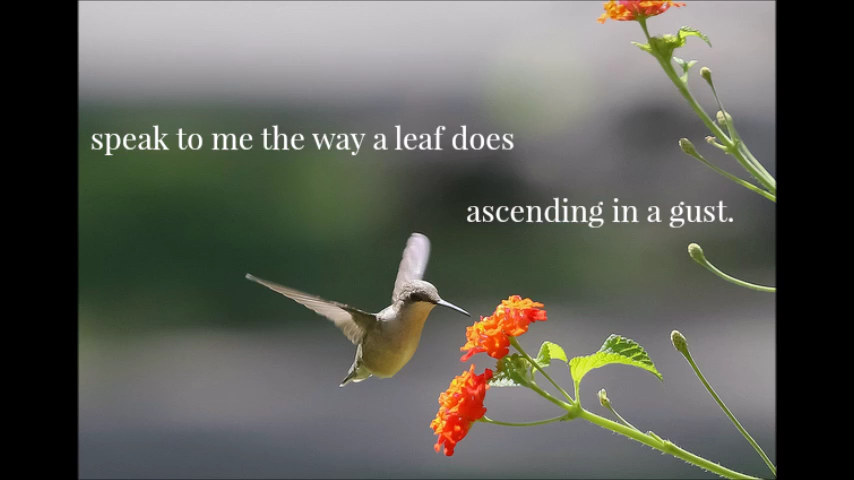 speak to me the way a leaf does
ascending in a gust.